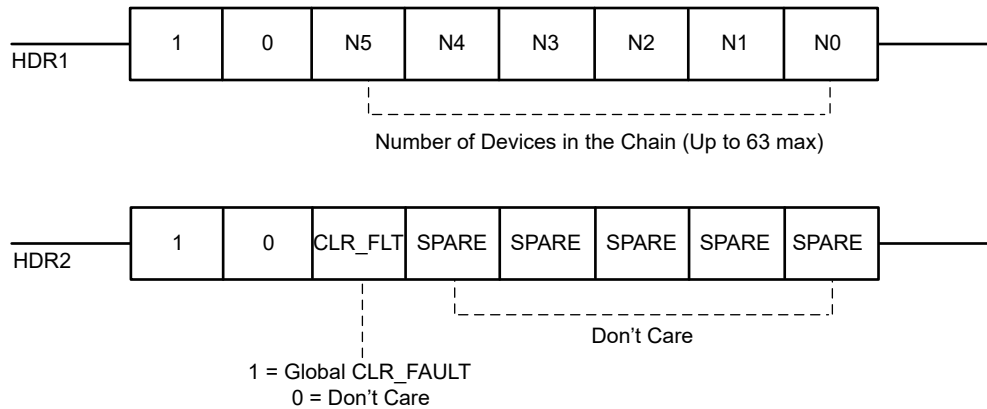 HDR1 1 0 N5 N4 N3 N2 N1 N0
Number of Devices in the Chain (Up to 63 max)
HDR2 1 0 CLR_FLT SPARE SPARE SPARE SPARE SPARE
Don’t Care
1 = Global CLR_FAULT
0 = Don’t Care